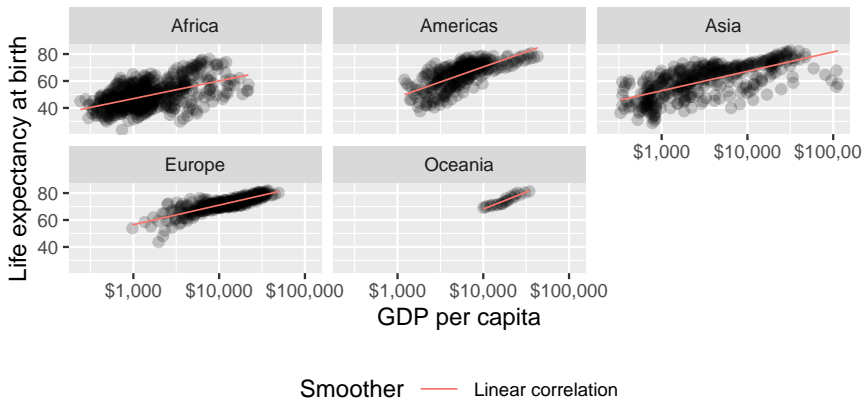 Africa
Americas
Asia
80
60
40
$1,000
$10,000
$100,00
Life expectancy at birth
Europe
Oceania
80
60
40
$1,000
$10,000
$100,000
$1,000
$10,000
$100,000
GDP per capita
Smoother
Linear correlation